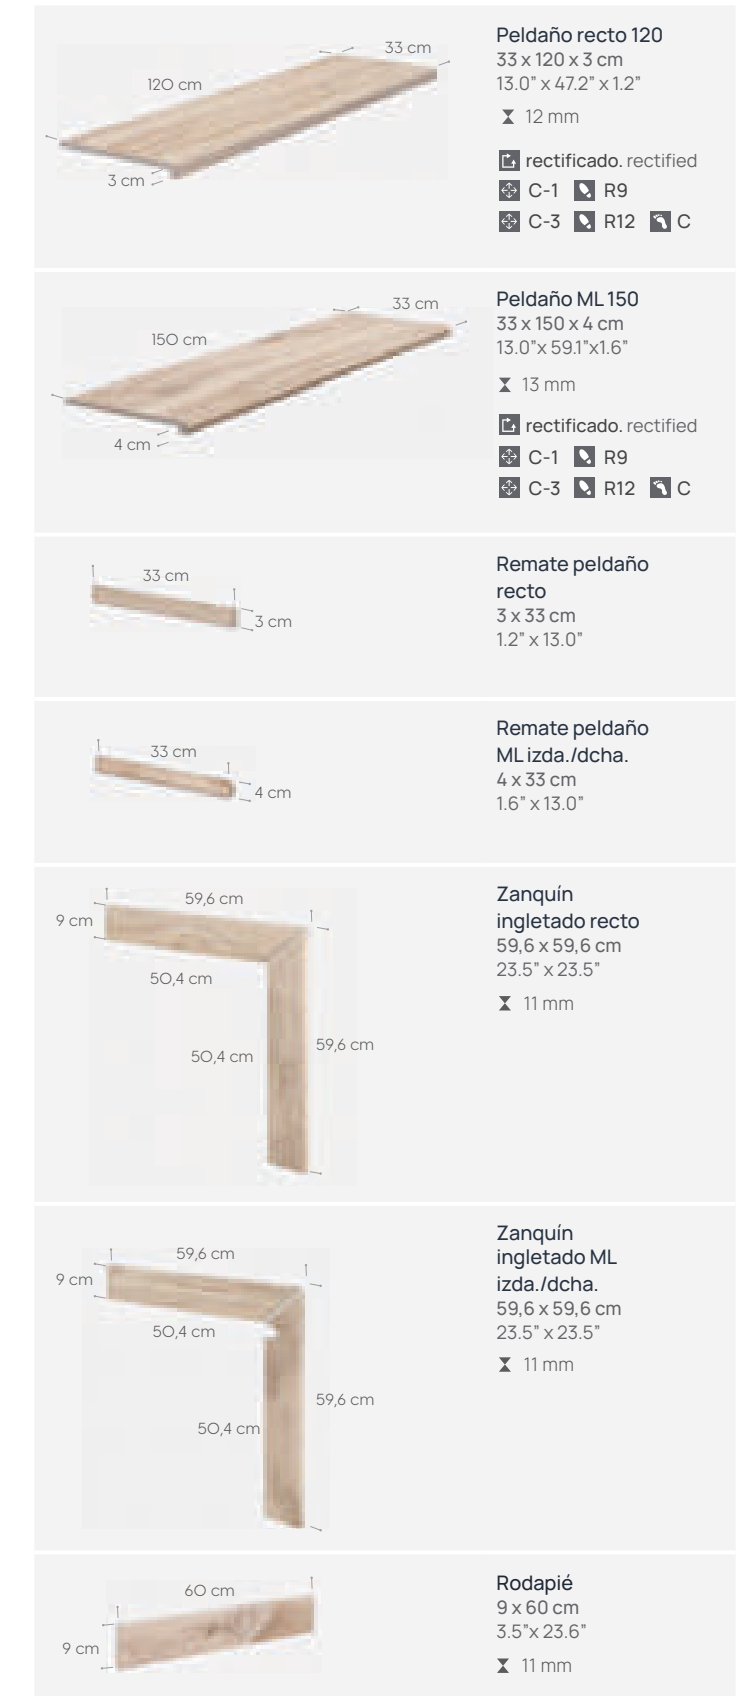 33 cm
120 cm
3 cm
Peldaño recto 120
33 x 120 x 3 cm
13.0” x 47.2” x 1.2”
12 mm
rectificado. rectified
C-1 R9
C-3 R12 C
33 cm
150 cm
4 cm
Peldaño ML 150
33 x 150 x 4 cm
13.0”x 59.1”x1.6”
13 mm
rectificado. rectified
C-1 R9
C-3 R12 C
33 cm
3 cm
Remate peldaño
recto
3 x 33 cm
1.2” x 13.0”
33 cm
4 cm
Remate peldaño
ML izda./dcha.
4 x 33 cm
1.6” x 13.0”
59,6 cm
9 cm
50,4 cm
50,4 cm
59,6 cm
Zanquín
ingletado recto
59,6 x 59,6 cm
23.5” x 23.5”
11 mm
59,6 cm
9 cm
50,4 cm
59,6 cm
50,4 cm
Zanquín
ingletado ML
izda./dcha.
59,6 x 59,6 cm
23.5” x 23.5”
11 mm
60 cm
9 cm
Rodapié
9 x 60 cm
3.5”x 23.6”
11 mm